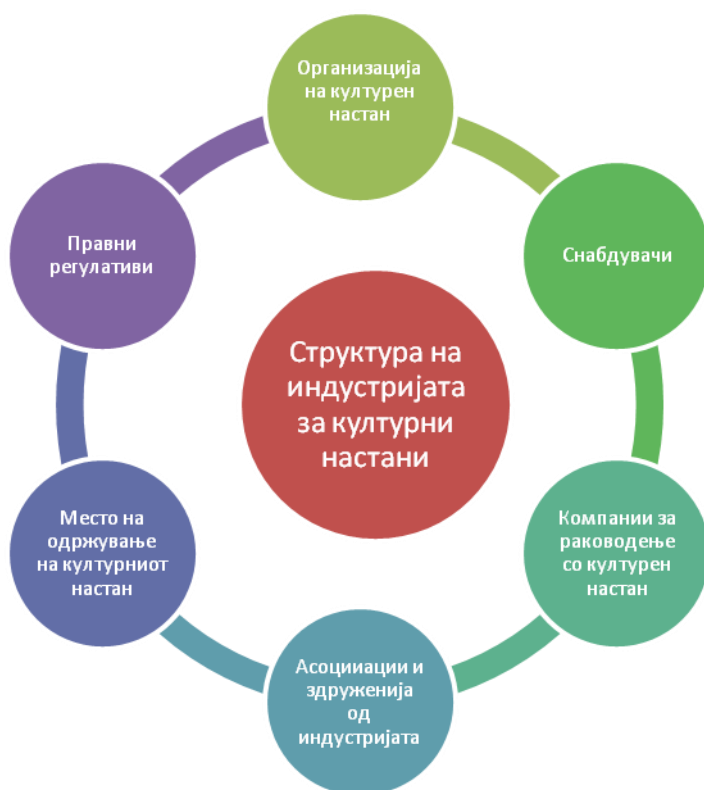 Организација
на културен
настан
Снабдувачи
Компании за
раководење
со културен
настан
Асоцииации и
здруженија
од
индустријата
Место на
одржување
на културниот
настан
Правни
регулативи
Структура на
индустријата
за културни
настани